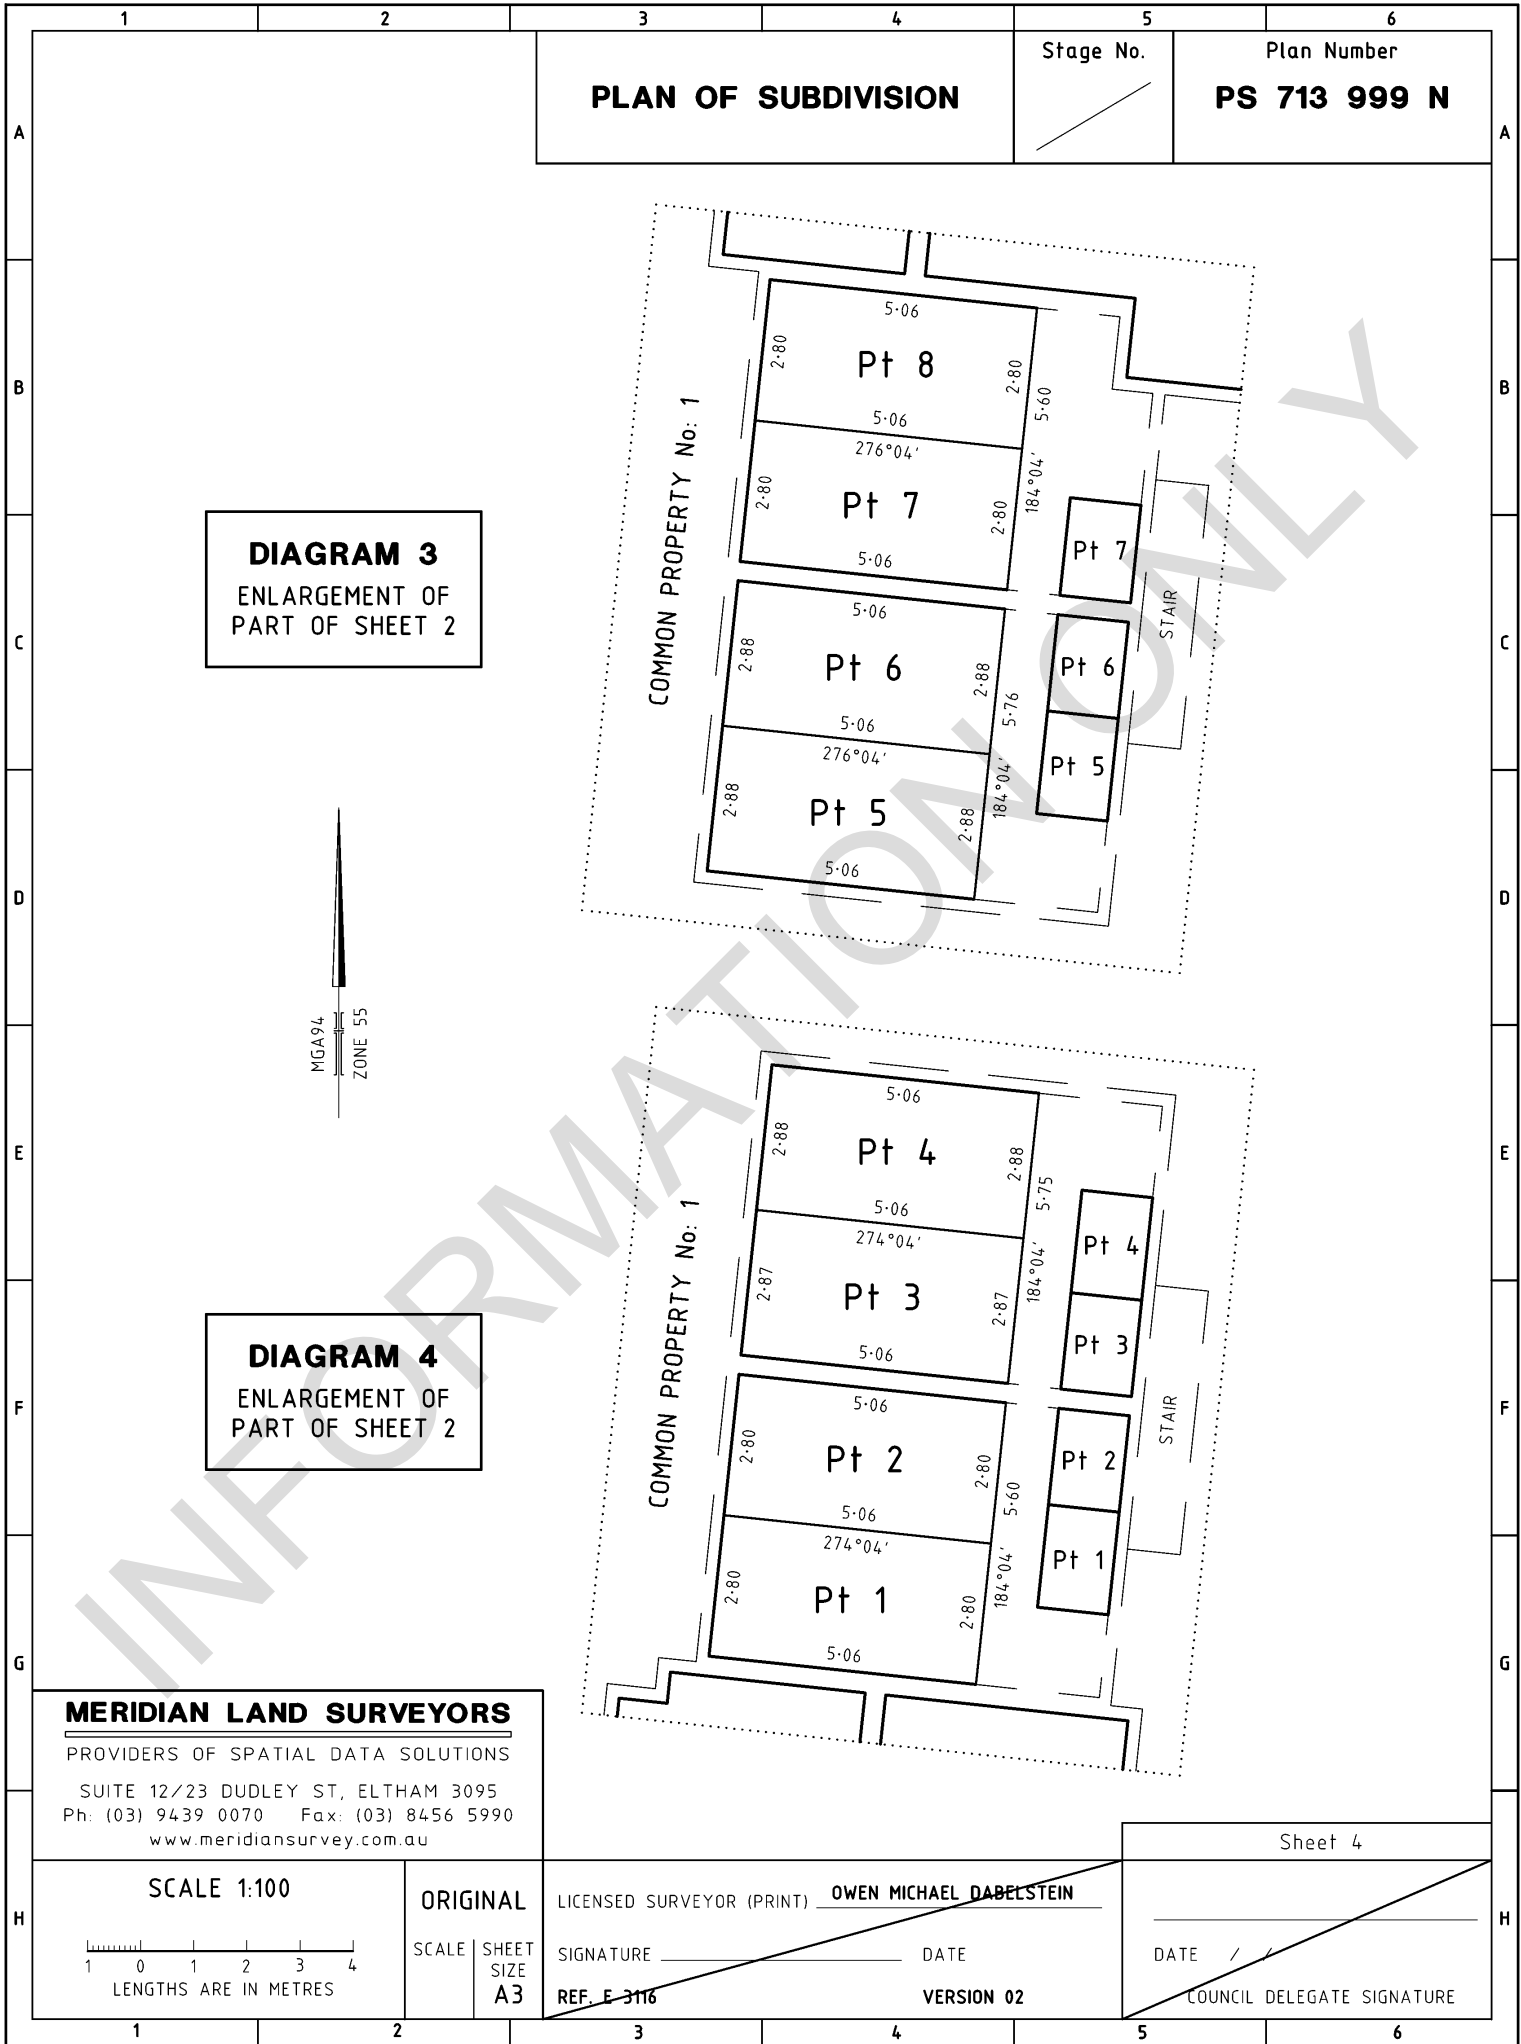 1 2 3 4 5 6
A
B
C
D
E
F
G
H
A
B
C
D
E
F
G
H
PLAN OF SUBDIVISION
Stage No.
Plan Number
PS 713 999 N
DIAGRAM 3
ENLARGEMENT OF
PART OF SHEET 2
COMMON PROPERTY No: 1
5·06
2·80
Pt 8
2·80
5·60
5·06
276°04'
184°04'
2·80
Pt 7
2·80
5·06
Pt 7
STAIR
5·06
2·88
Pt 6
2·88
5·76
5·06
276°04'
184°04'
2·88
Pt 5
2·88
5·06
Pt 6
Pt 5
MGA94
ZONE 55
DIAGRAM 4
ENLARGEMENT OF
PART OF SHEET 2
COMMON PROPERTY No: 1
5·06
2·88
Pt 4
2·88
5·75
5·06
274°04'
184°04'
2·87
Pt 3
2·87
5·06
Pt 4
Pt 3
STAIR
5·06
2·80
Pt 2
2·80
5·60
5·06
274°04'
184°04'
2·80
Pt 1
2·80
5·06
Pt 2
Pt 1
INFORMATION ONLY
MERIDIAN LAND SURVEYORS
PROVIDERS OF SPATIAL DATA SOLUTIONS
SUITE 12/23 DUDLEY ST, ELTHAM 3095
Ph: (03) 9439 0070 Fax: (03) 8456 5990
www.meridiansurvey.com.au
SCALE 1:100
1 0 1 2 3 4
LENGTHS ARE IN METRES
ORIGINAL
SCALE
SHEET
SIZE
A3
LICENSED SURVEYOR (PRINT) OWEN MICHAEL DABELSTEIN
SIGNATURE DATE
REF. E 3116 VERSION 02
Sheet 4
DATE / /
COUNCIL DELEGATE SIGNATURE
1 2 3 4 5 6